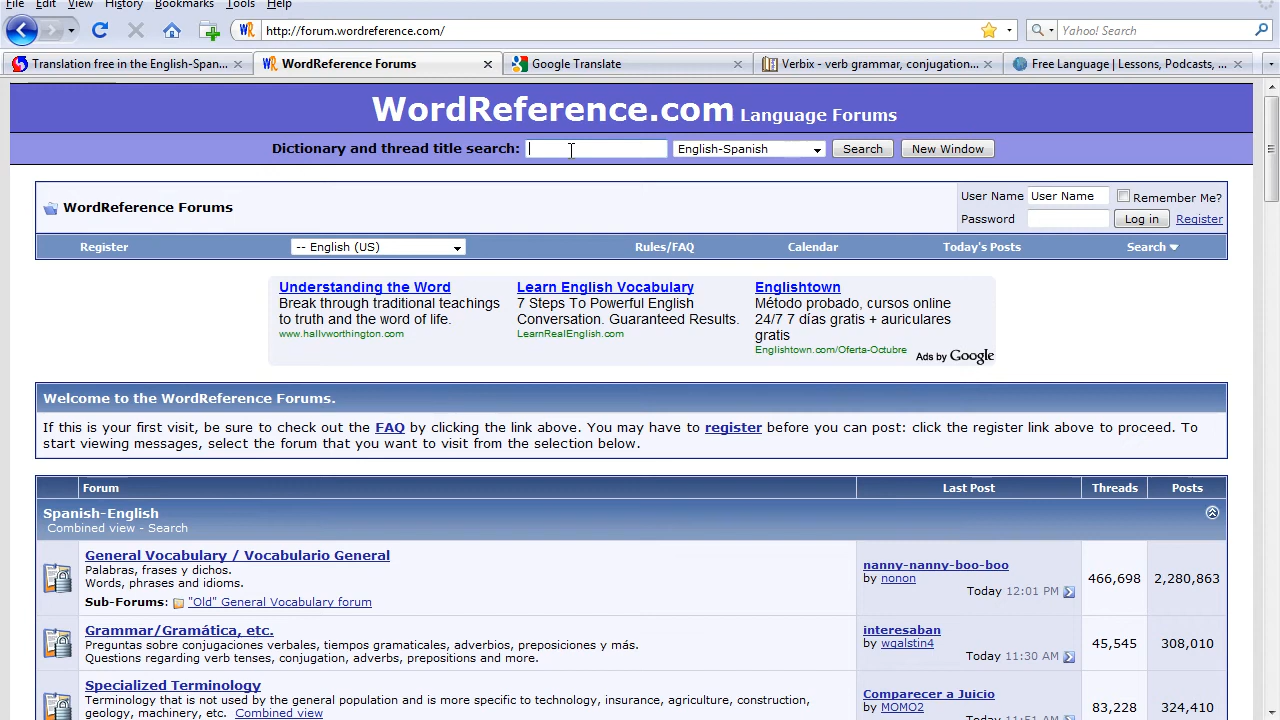 File Edit View History Bookmarks Tools Help
http://forum.wordreference.com/
Yahoo! Search
Translation free in the English-Span...
WordReference Forums
Google Translate
Verbix - verb grammar, conjugation...
Free Language | Lessons, Podcasts, ...
WordReference.com Language Forums
Dictionary and thread title search: English-Spanish Search New Window
WordReference Forums
User Name User Name Remember Me?
Password Log in Register
Register -- English (US) Rules/FAQ Calendar Today's Posts Search
Understanding the Word
Break through traditional teachings
to truth and the word of life.
www.hallvworthington.com
Learn English Vocabulary
7 Steps To Powerful English
Conversation. Guaranteed Results.
LearnRealEnglish.com
Englishtown
Método probado, cursos online
24/7 7 días gratis + auriculares
gratis
Englishtown.com/Oferta-Octubre
Ads by Google
Welcome to the WordReference Forums.
If this is your first visit, be sure to check out the FAQ by clicking the link above. You may have to register before you can post: click the register link above to proceed. To
start viewing messages, select the forum that you want to visit from the selection below.
Forum Last Post Threads Posts
Spanish-English
Combined view - Search
General Vocabulary / Vocabulario General
Palabras, frases y dichos.
Words, phrases and idioms.
Sub-Forums: "Old" General Vocabulary forum
nanny-nanny-boo-boo
by nonon
Today 12:01 PM
466,698 2,280,863
Grammar/Gramática, etc.
Preguntas sobre conjugaciones verbales, tiempos gramaticales, adverbios, preposiciones y más.
Questions regarding verb tenses, conjugation, adverbs, prepositions and more.
interesaban
by wgalstin4
Today 11:30 AM
45,545 308,010
Specialized Terminology
Terminology that is not used by the general population and is more specific to technology, insurance, agriculture, construction,
geology, machinery, etc. Combined view
Comparecer a Juicio
by MOMO2
Today 11:51 AM
83,228 324,410